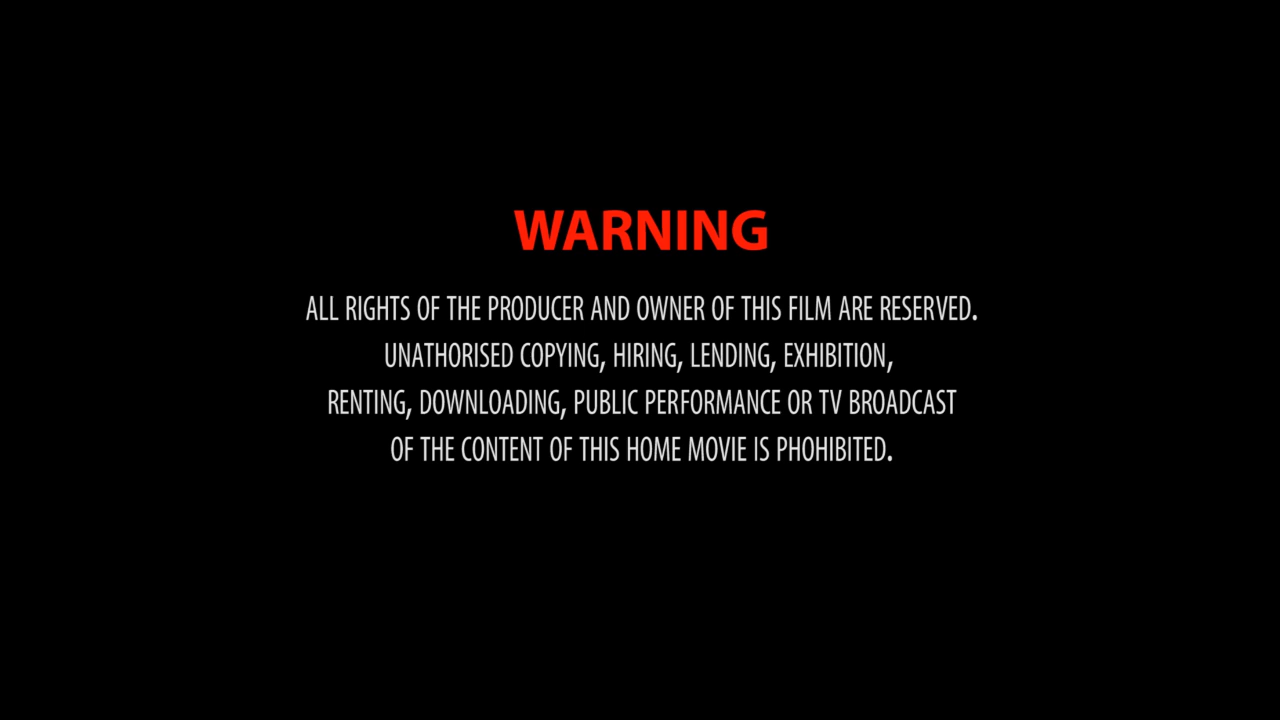 WARNING
ALL RIGHTS OF THE PRODUCER AND OWNER OF THIS FILM ARE RESERVED.
UNATHORISED COPYING, HIRING, LENDING, EXHIBITION,
RENTING, DOWNLOADING, PUBLIC PERFORMANCE OR TV BROADCAST
OF THE CONTENT OF THIS HOME MOVIE IS PHOHIBITED.